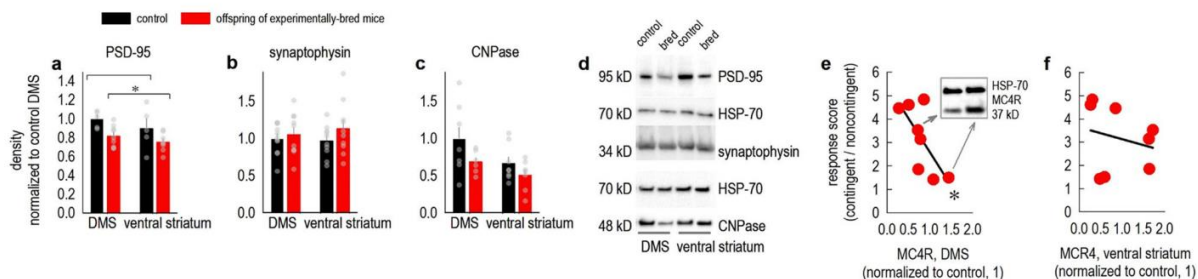 control
offspring of experimentally-bred mice
a
PSD-95
density
normalized to control DMS
1.4
1.2
1.0
0.8
0.6
0.4
0.2
0.0
*
DMS ventral striatum
b
synaptophysin
2.0
1.5
1.0
0.5
0.0
DMS ventral striatum
c
CNPase
2.0
1.5
1.0
0.5
0.0
DMS ventral striatum
d
control
bred
control
bred
95 kD PSD-95
70 kD HSP-70
34 kD synaptophysin
70 kD HSP-70
48 kD CNPase
DMS ventral striatum
e
response score
(contingent / noncontingent)
6
5
4
3
2
1
0
HSP-70
MC4R
37 kD
*
0 0.5 1.0 1.5 2.0
MC4R, DMS
(normalized to control, 1)
f
6
5
4
3
2
1
0
0 0.5 1.0 1.5 2.0
MCR4, ventral striatum
(normalized to control, 1)